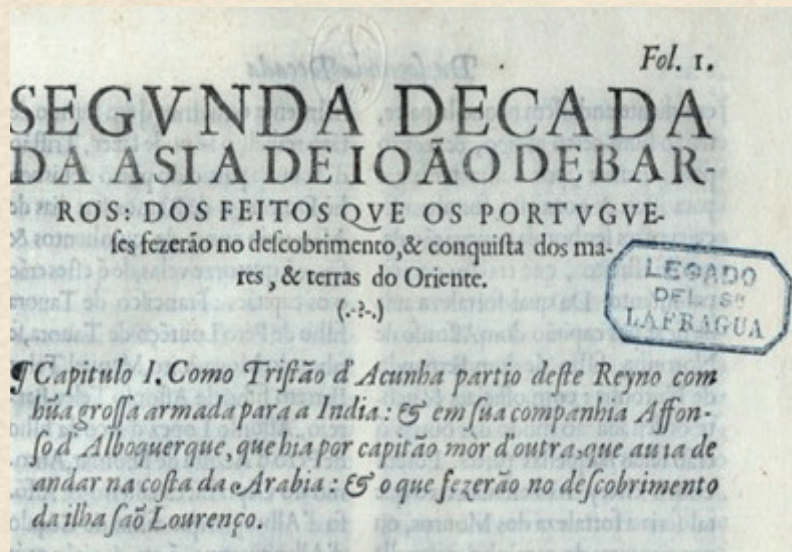 Fol. 1.
SEGVNDA DECADA
DA ASIA DE IOÃO DE BAR-
ROS: DOS FEITOS QVE OS PORTVGVE-
ſes fezerão no deſcobrimento, & conquiſta dos ma-
res, & terras do Oriente.
(.-?-.)
LEGADO
DEL Sr
LAFRAGUA
¶ Capitulo I. Como Triſtão d' Acunha partio deſte Reyno com
hũa groſſa armada para a India: & em ſua companhia Affon-
ſo d' Alboquerque, que hia por capitão mór d'outra, que auia de
andar na coſta da Arabia: & o que fezerão no deſcobrimento
da ilha ſaõ Lourenço.